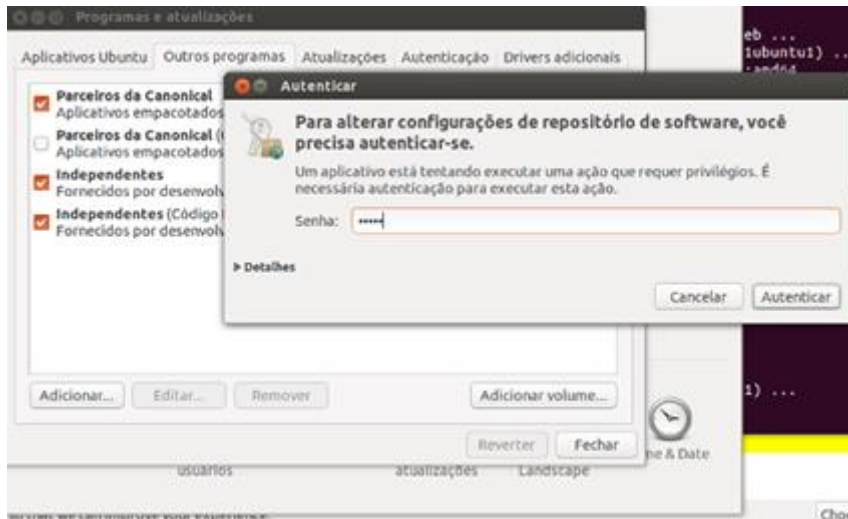 Programas e atualizações
Aplicativos Ubuntu Outros programas Atualizações Autenticação Drivers adicionais
Parceiros da Canonical
Aplicativos empacotados
Parceiros da Canonical (
Aplicativos empacotados
Independentes
Fornecidos por desenvolv
Independentes (Código
Fornecidos por desenvolv
Autenticar
Para alterar configurações de repositório de software, você
precisa autenticar-se.
Um aplicativo está tentando executar uma ação que requer privilégios. É
necessária autenticação para executar esta ação.
Senha: •••••
Detalhes
Cancelar Autenticar
Adicionar... Editar... Remover Adicionar volume...
Reverter Fechar
usuários atualizações Landscape
me & Date
eb ...
1ubuntu1) ..
:amd64
1) ...
Choo